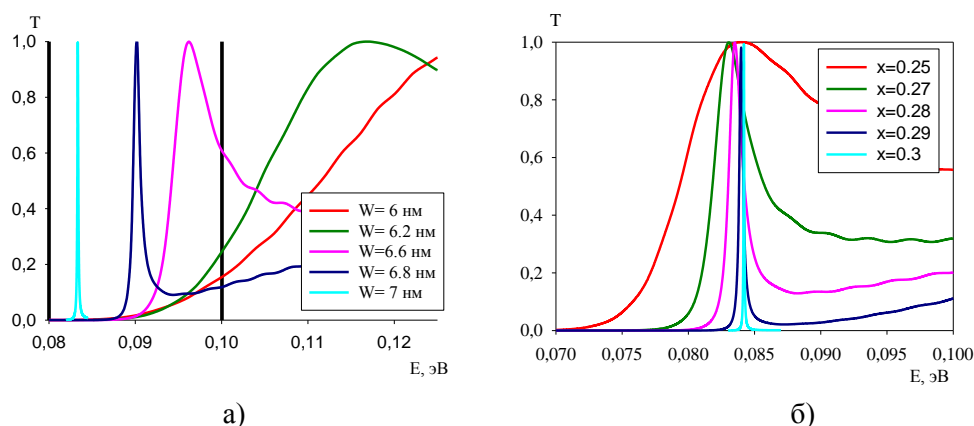 T
1,0
0,8
0,6
0,4
0,2
0,0
0,08
0,09
0,10
0,11
0,12
E, эВ
W= 6 нм
W= 6.2 нм
W=6.6 нм
W= 6.8 нм
W= 7 нм
а)
T
1,0
0,8
0,6
0,4
0,2
0,0
0,070
0,075
0,080
0,085
0,090
0,095
0,100
E, эВ
x=0.25
x=0.27
x=0.28
x=0.29
x=0.3
б)